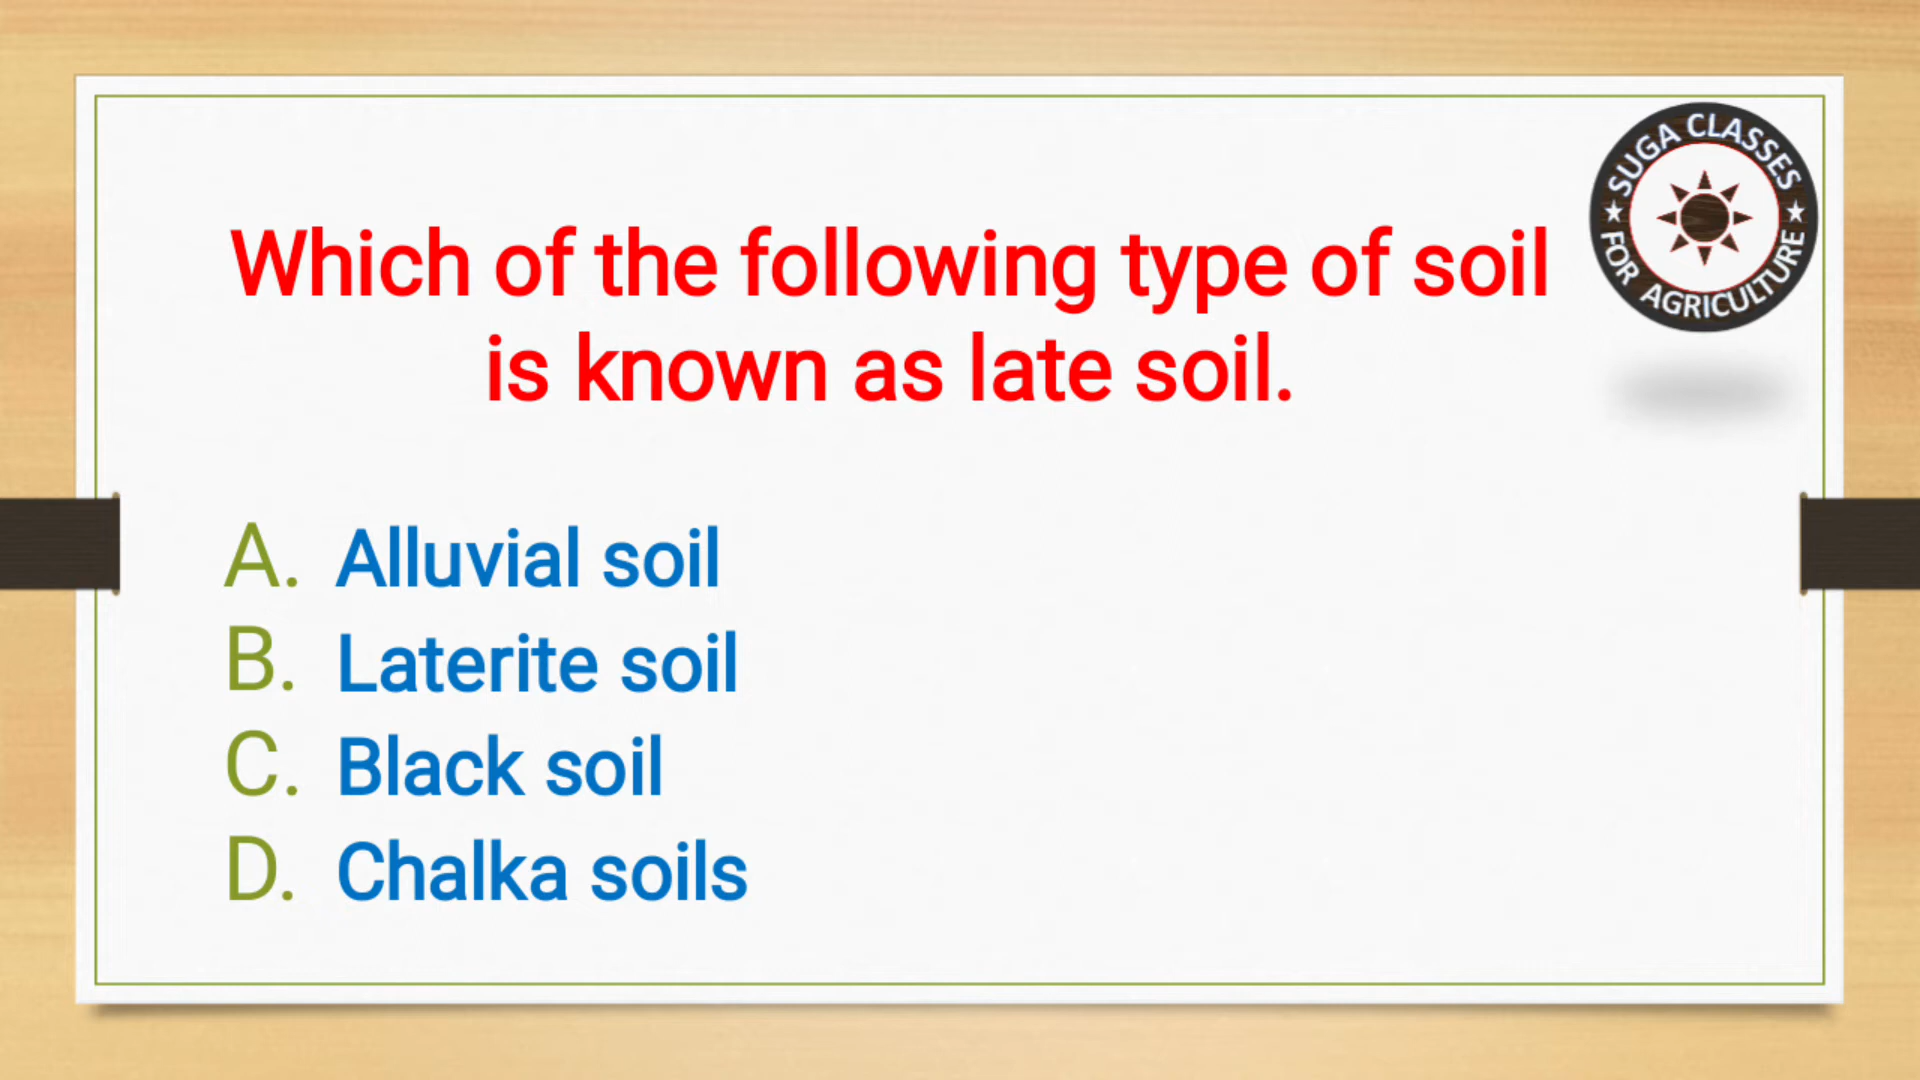 SUGA CLASSES
FOR AGRICULTURE
Which of the following type of soil
is known as late soil.
A. Alluvial soil
B. Laterite soil
C. Black soil
D. Chalka soils